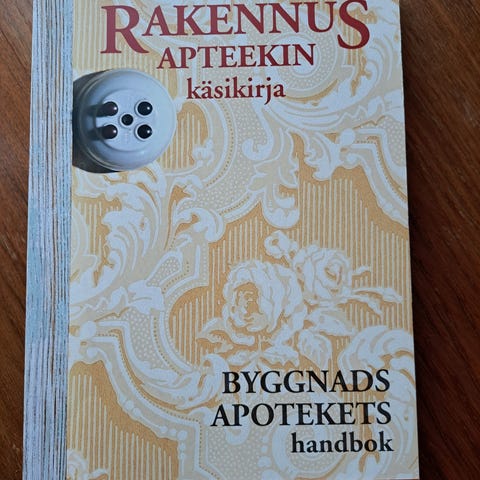 RAKENNUS
APTEEKIN
käsikirja
BYGGNADS
APOTEKETS
handbok